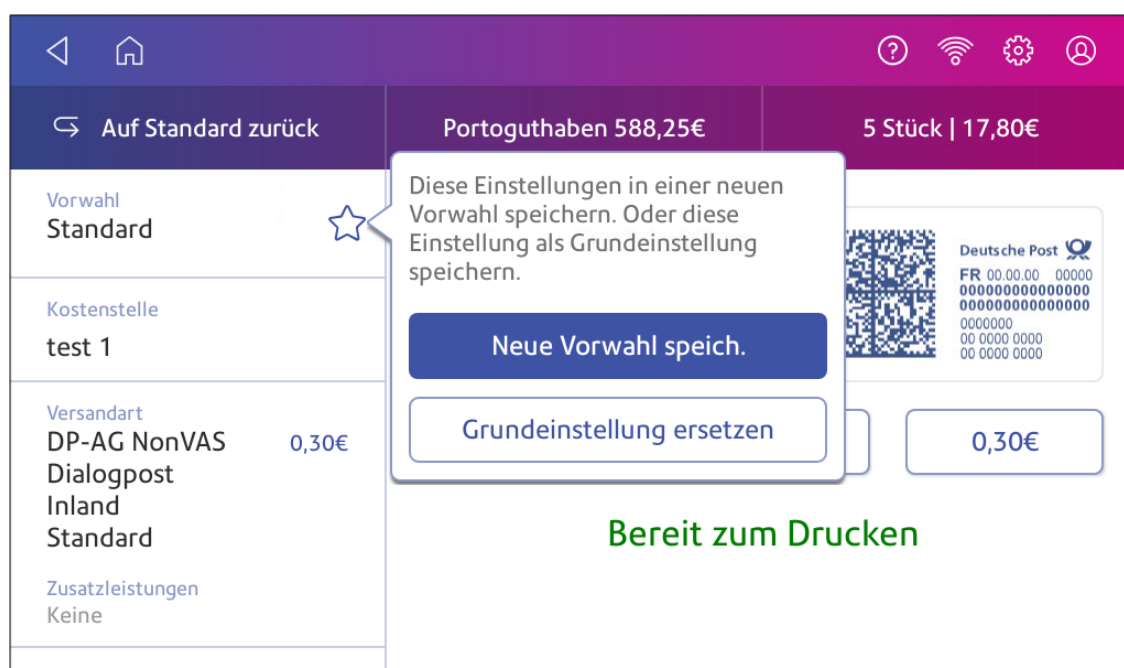 Auf Standard zurück
Portoguthaben 588,25€
5 Stück | 17,80€
Vorwahl
Standard
Diese Einstellungen in einer neuen
Vorwahl speichern. Oder diese
Einstellung als Grundeinstellung
speichern.
Neue Vorwahl speich.
Grundeinstellung ersetzen
Kostenstelle
test 1
Versandart
DP-AG NonVAS
0,30€
Dialogpost
Inland
Standard
Zusatzleistungen
Keine
Deutsche Post
FR 00.00.00 00000
000000000000000
000000000000000
0000000
00 0000 0000
00 0000 0000
0,30€
Bereit zum Drucken